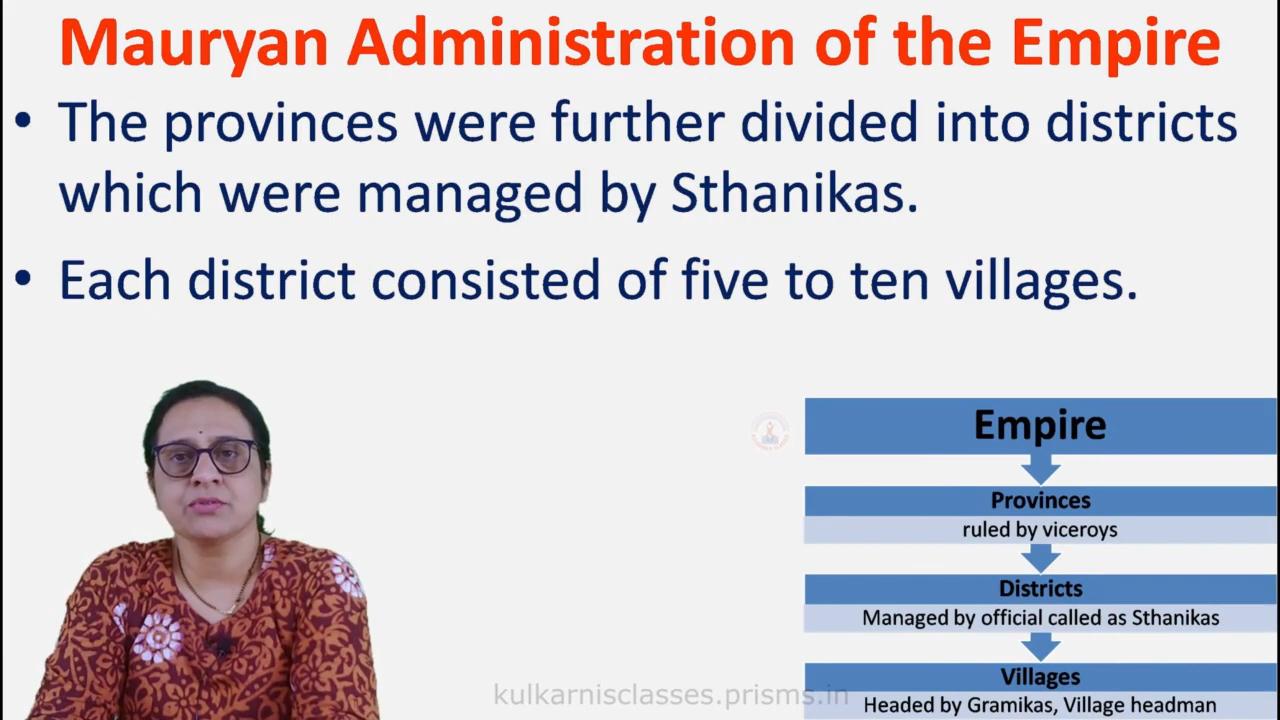 Mauryan Administration of the Empire
• The provinces were further divided into districts
which were managed by Sthanikas.
• Each district consisted of five to ten villages.
Empire
Provinces
ruled by viceroys
Districts
Managed by official called as Sthanikas
Villages
Headed by Gramikas, Village headman
kulkarnisclasses.prisms.in